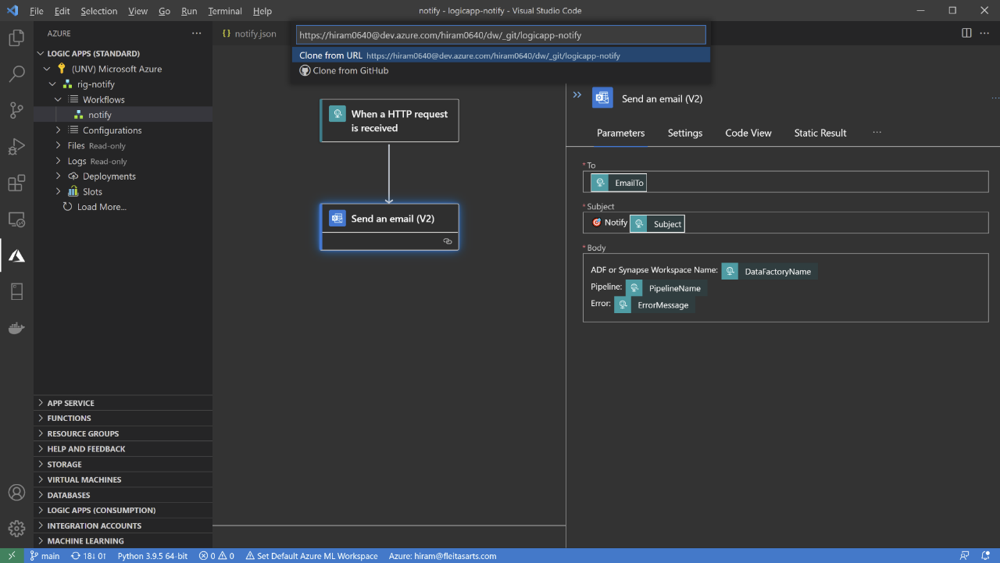 File Edit Selection View Go Run Terminal Help
notify - logicapp-notify - Visual Studio Code
AZURE
LOGIC APPS (STANDARD)
(UNV) Microsoft Azure
rig-notify
Workflows
notify
Configurations
Files Read-only
Logs Read-only
Deployments
Slots
Load More...
APP SERVICE
FUNCTIONS
RESOURCE GROUPS
HELP AND FEEDBACK
STORAGE
VIRTUAL MACHINES
DATABASES
LOGIC APPS (CONSUMPTION)
INTEGRATION ACCOUNTS
MACHINE LEARNING
{} notify.json
https://hiram0640@dev.azure.com/hiram0640/dw/_git/logicapp-notify
Clone from URL https://hiram0640@dev.azure.com/hiram0640/dw/_git/logicapp-notify
Clone from GitHub
When a HTTP request
is received
Send an email (V2)
Send an email (V2)
Parameters Settings Code View Static Result ...
* To
EmailTo
* Subject
🎯 Notify Subject
* Body
ADF or Synapse Workspace Name: DataFactoryName
Pipeline: PipelineName
Error: ErrorMessage
main 18↓ 0↑ Python 3.9.5 64-bit 0 0 Set Default Azure ML Workspace Azure: hiram@fleitasarts.com